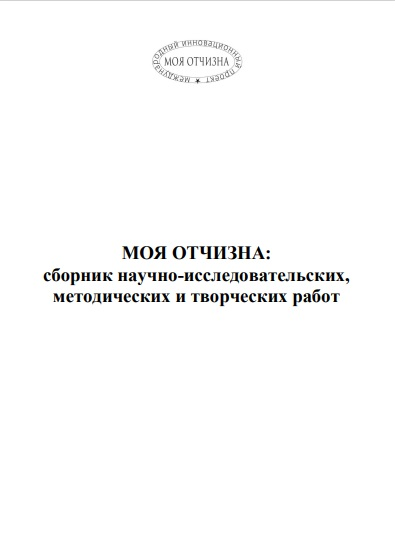 международный инновационный проект
МОЯ ОТЧИЗНА
МОЯ ОТЧИЗНА:
сборник научно-исследовательских,
методических и творческих работ